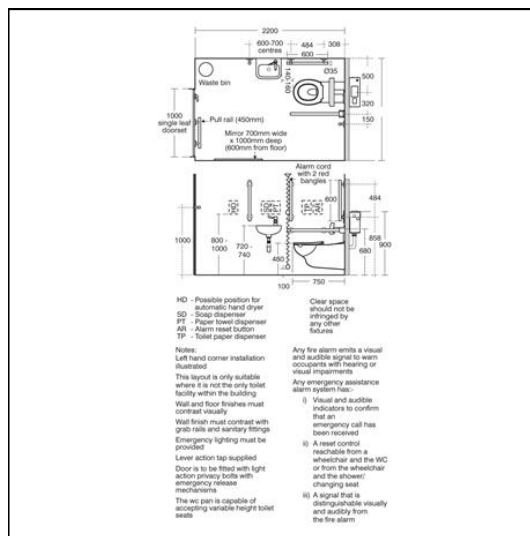 2200
600-700
centres
484
308
600
Ø35
140-160
500
320
150
Waste bin
1000
single leaf
doorset
Pull rail (450mm)
Mirror 700mm wide
x 1000mm deep
(600mm from floor)
Alarm cord
with 2 red
bangles
HD
SD
PT
TP
AR
600
484
1000
800 -
1000
720 -
740
480
858
680
900
100
750
HD - Possible position for
automatic hand dryer
SD - Soap dispenser
PT - Paper towel dispenser
AR - Alarm reset button
TP - Toilet paper dispenser
Clear space
should not be
infringed by
any other
fixtures
Notes:
Left hand corner installation
illustrated
This layout is only suitable
where it is not the only toilet
facility within the building
Wall and floor finishes must
contrast visually
Wall finish must contrast with
grab rails and sanitary fittings
Emergency lighting must be
provided
Lever action tap supplied
Door is to be fitted with light
action privacy bolts with
emergency release
mechanisms
The wc pan is capable of
accepting variable height toilet
seats
Any fire alarm emits a visual
and audible signal to warn
occupants with hearing or
visual impairments
Any emergency assistance
alarm system has:-
i) Visual and audible
indicators to confirm
that an
emergency call has
been received
ii) A reset control
reachable from a
wheelchair and the WC
or from the wheelchair
and the shower/
changing seat
iii) A signal that is
distinguishable visually
and audibly from
the fire alarm